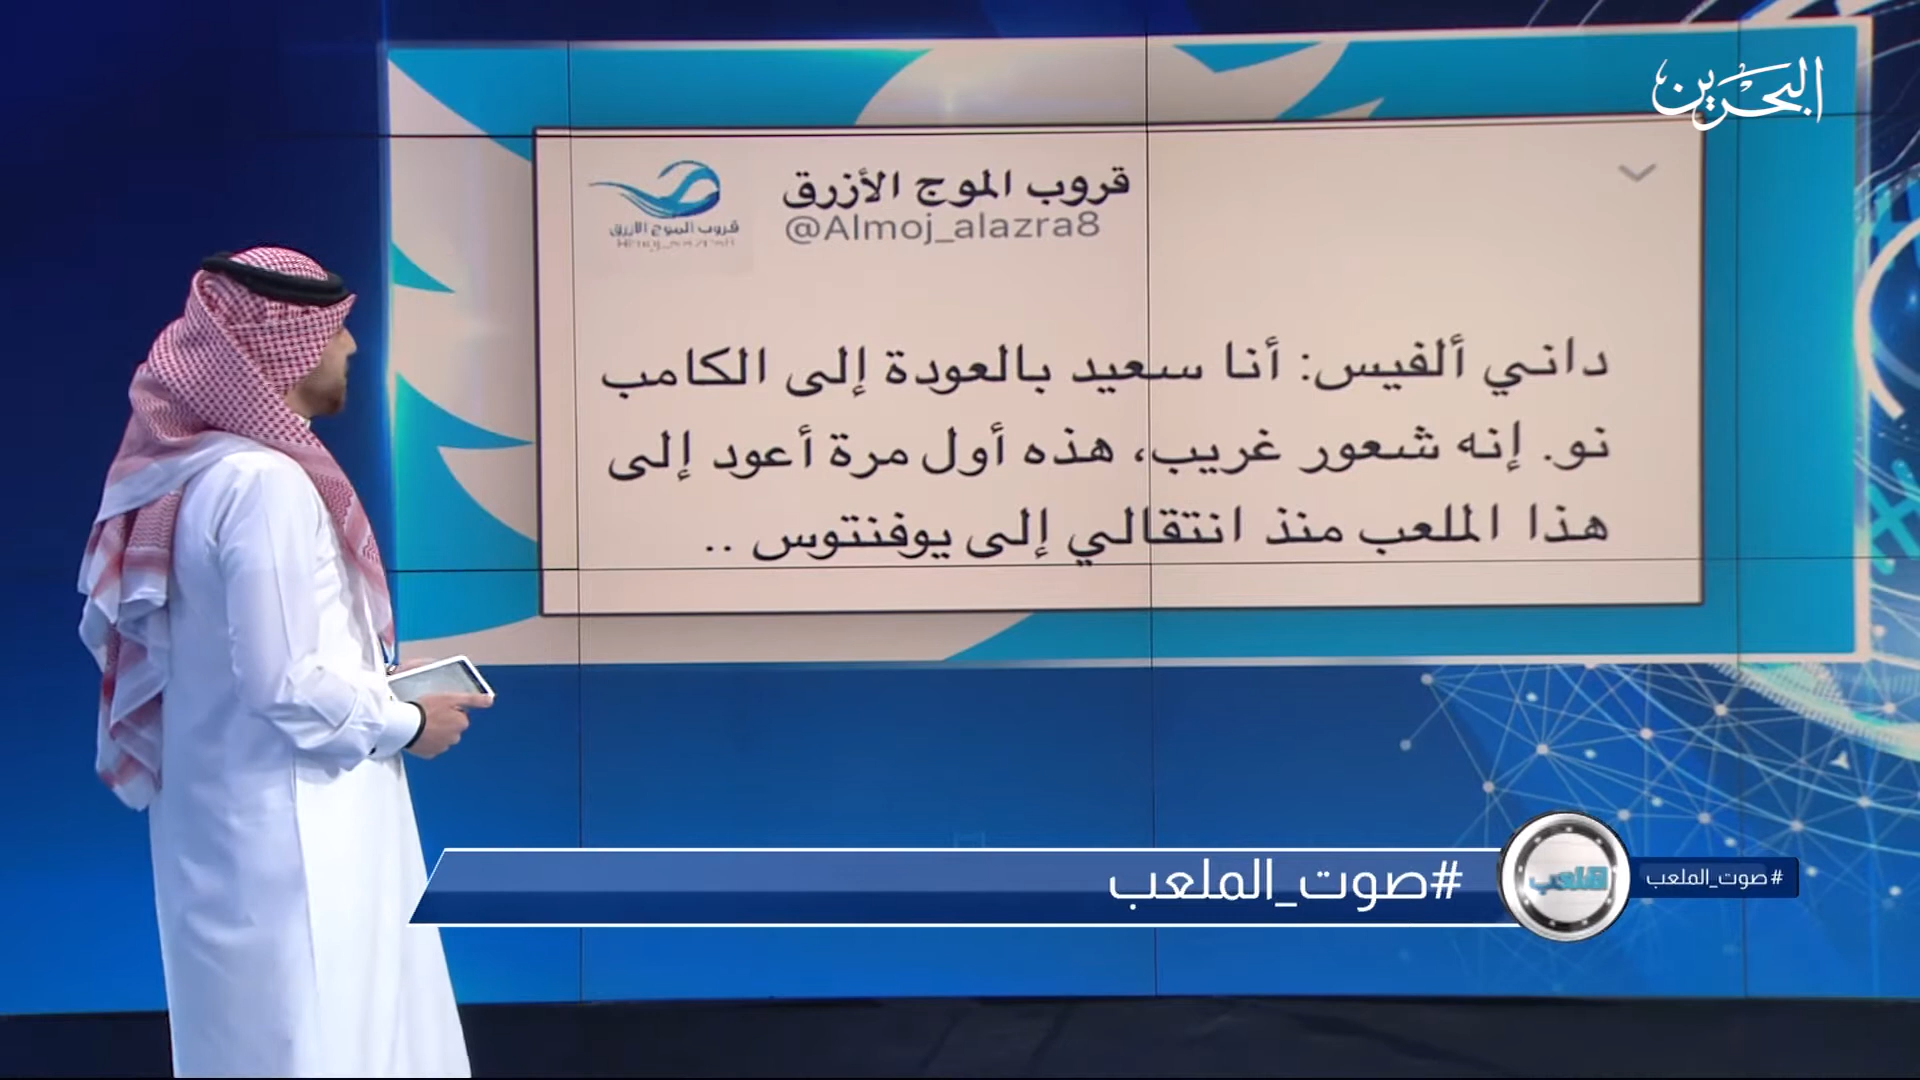 البحرين
قروب الموج الأزرق
@Almoj_alazra8
قروب الموج الأزرق
داني ألفيس: أنا سعيد بالعودة إلى الكامب
نو. إنه شعور غريب، هذه أول مرة أعود إلى
هذا الملعب منذ انتقالي إلى يوفنتوس ..
#صوت_الملعب
#صوت_الملعب